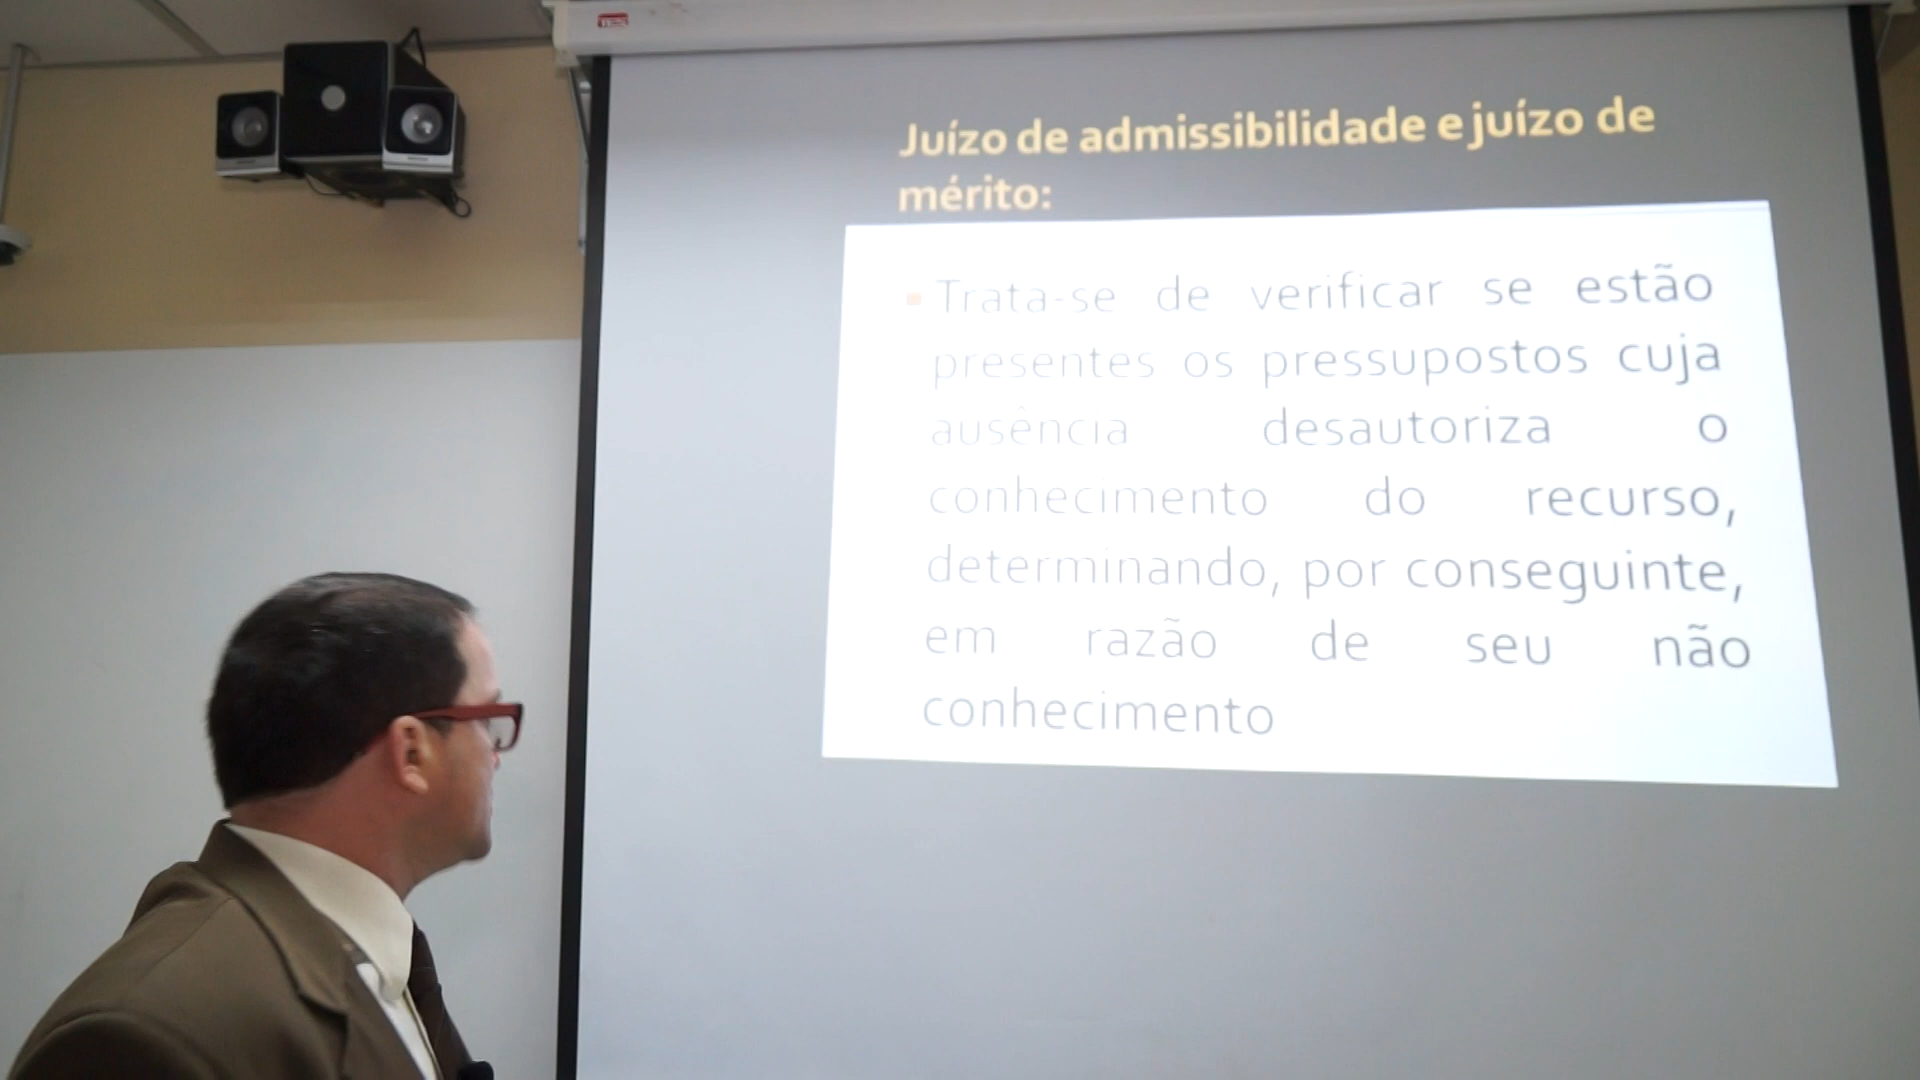 Juízo de admissibilidade e juízo de
mérito:
Trata-se de verificar se estão
presentes os pressupostos cuja
ausência desautoriza o
conhecimento do recurso,
determinando, por conseguinte,
em razão de seu não
conhecimento